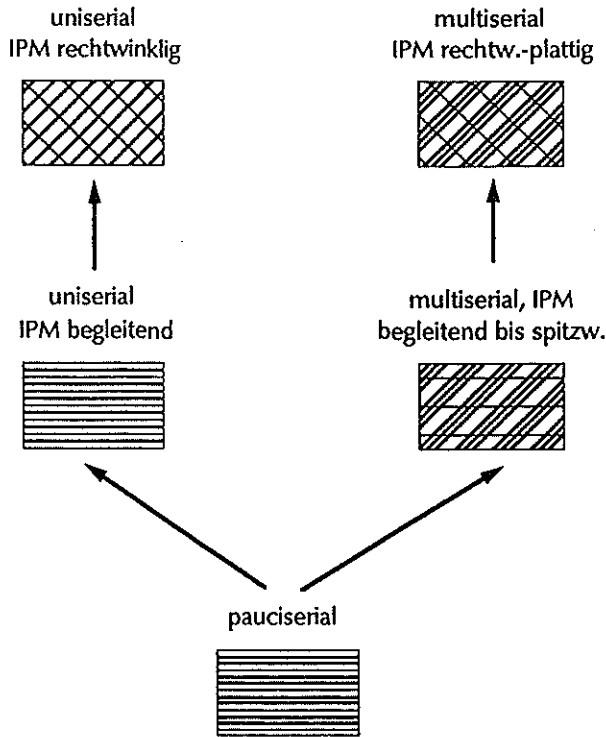 uniserial
IPM rechtwinklig
multiserial
IPM rechtw.-plattig
uniserial
IPM begleitend
multiserial, IPM
begleitend bis spitzw.
pauciserial